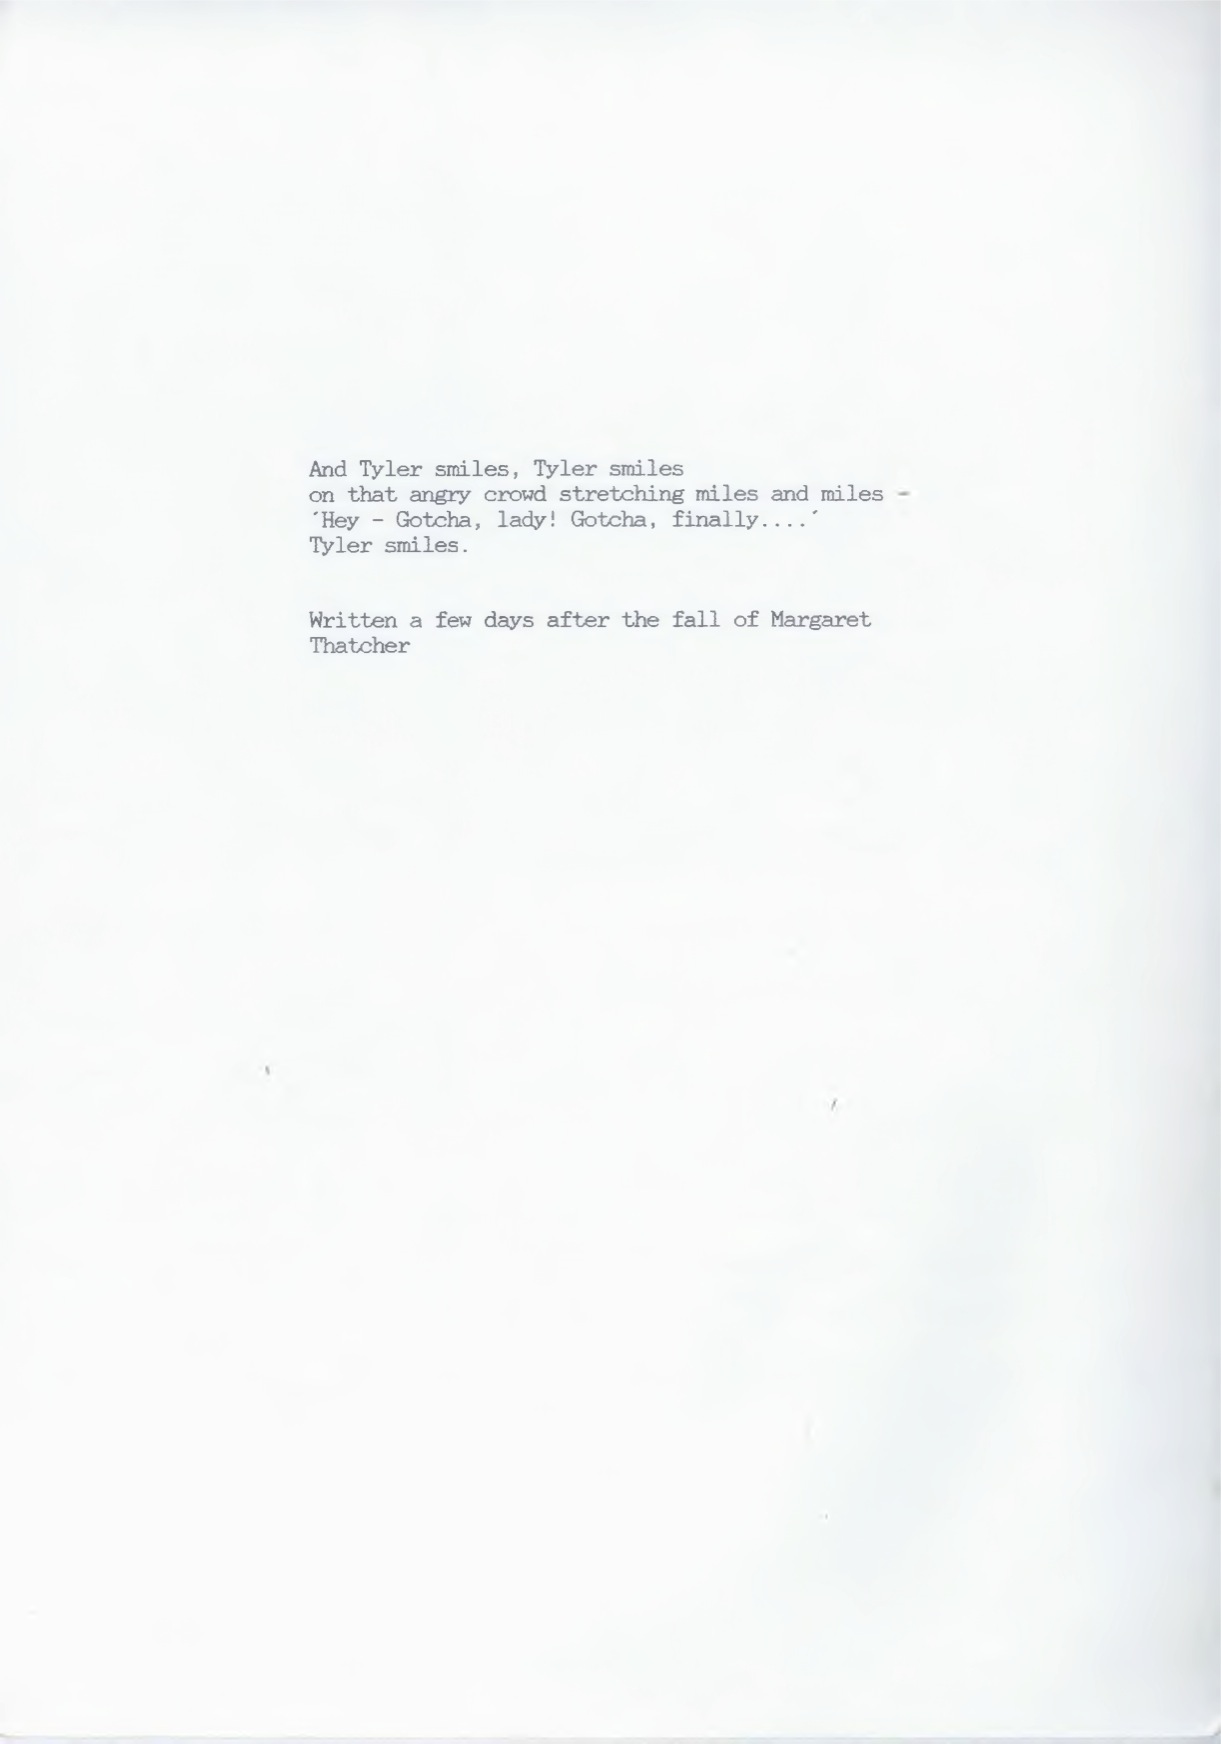 And Tyler smiles, Tyler smiles
on that angry crowd stretching miles and miles -
´Hey - Gotcha, lady! Gotcha, finally....´
Tyler smiles.
Written a few days after the fall of Margaret
Thatcher